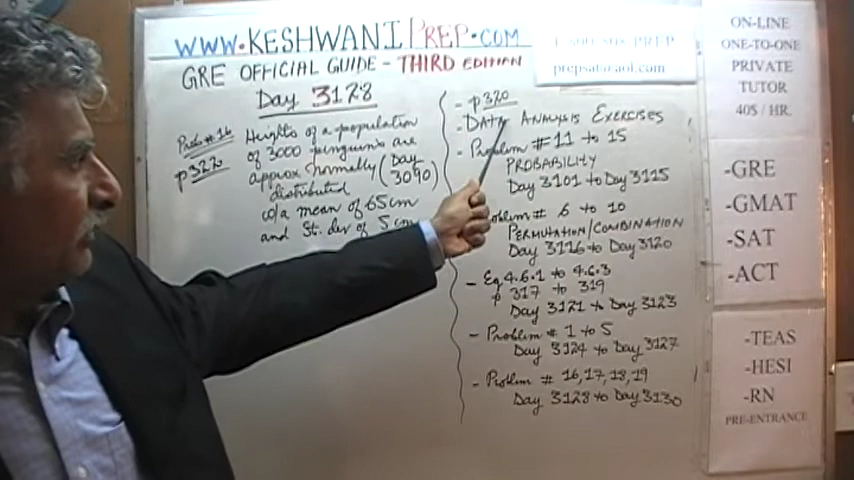 WWW.KESHWANIPREP.COM
GRE OFFICIAL GUIDE - THIRD EDITION
Day 3128
Prob # 16
p322
Heights of a population
of 3000 penguins are
approx normally (Day 3090)
distributed
w/a mean of 65cm
and St. dev of 5 cm
- p320
- DATA ANALYSIS EXERCISES
- Problem # 11 to 15
PROBABILITY
Day 3101 to Day 3115
Problem # 6 to 10
PERMUTATION/COMBINATION
Day 3116 to Day 3120
- Eg 4.6.1 to 4.6.3
p 317 to 319
Day 3121 to Day 3123
- Problem # 1 to 5
Day 3124 to Day 3127
- Problem # 16,17,18,19
Day 3128 to Day 3130
PREP
ON-LINE
ONE-TO-ONE
PRIVATE
TUTOR
40$ / HR.
-GRE
-GMAT
-SAT
-ACT
-TEAS
-HESI
-RN
PRE-ENTRANCE